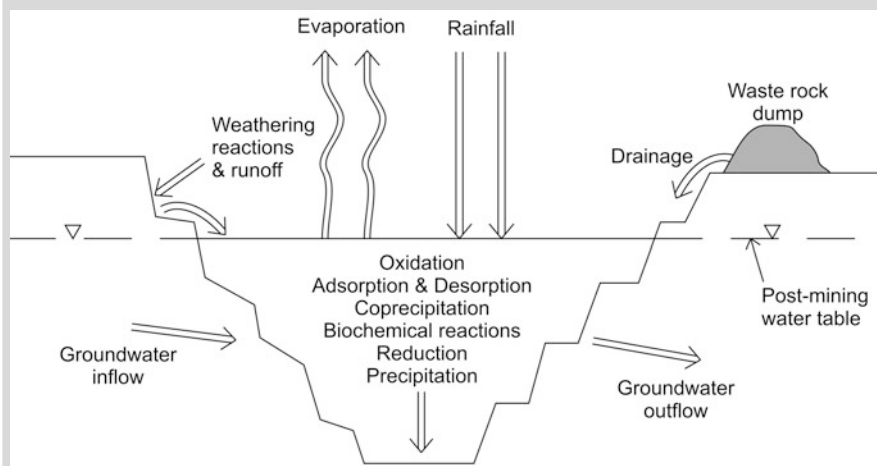 Evaporation
Rainfall
Waste rock
dump
Weathering
reactions
& runoff
Drainage
Oxidation
Adsorption & Desorption
Coprecipitation
Biochemical reactions
Reduction
Precipitation
Post-mining
water table
Groundwater
inflow
Groundwater
outflow